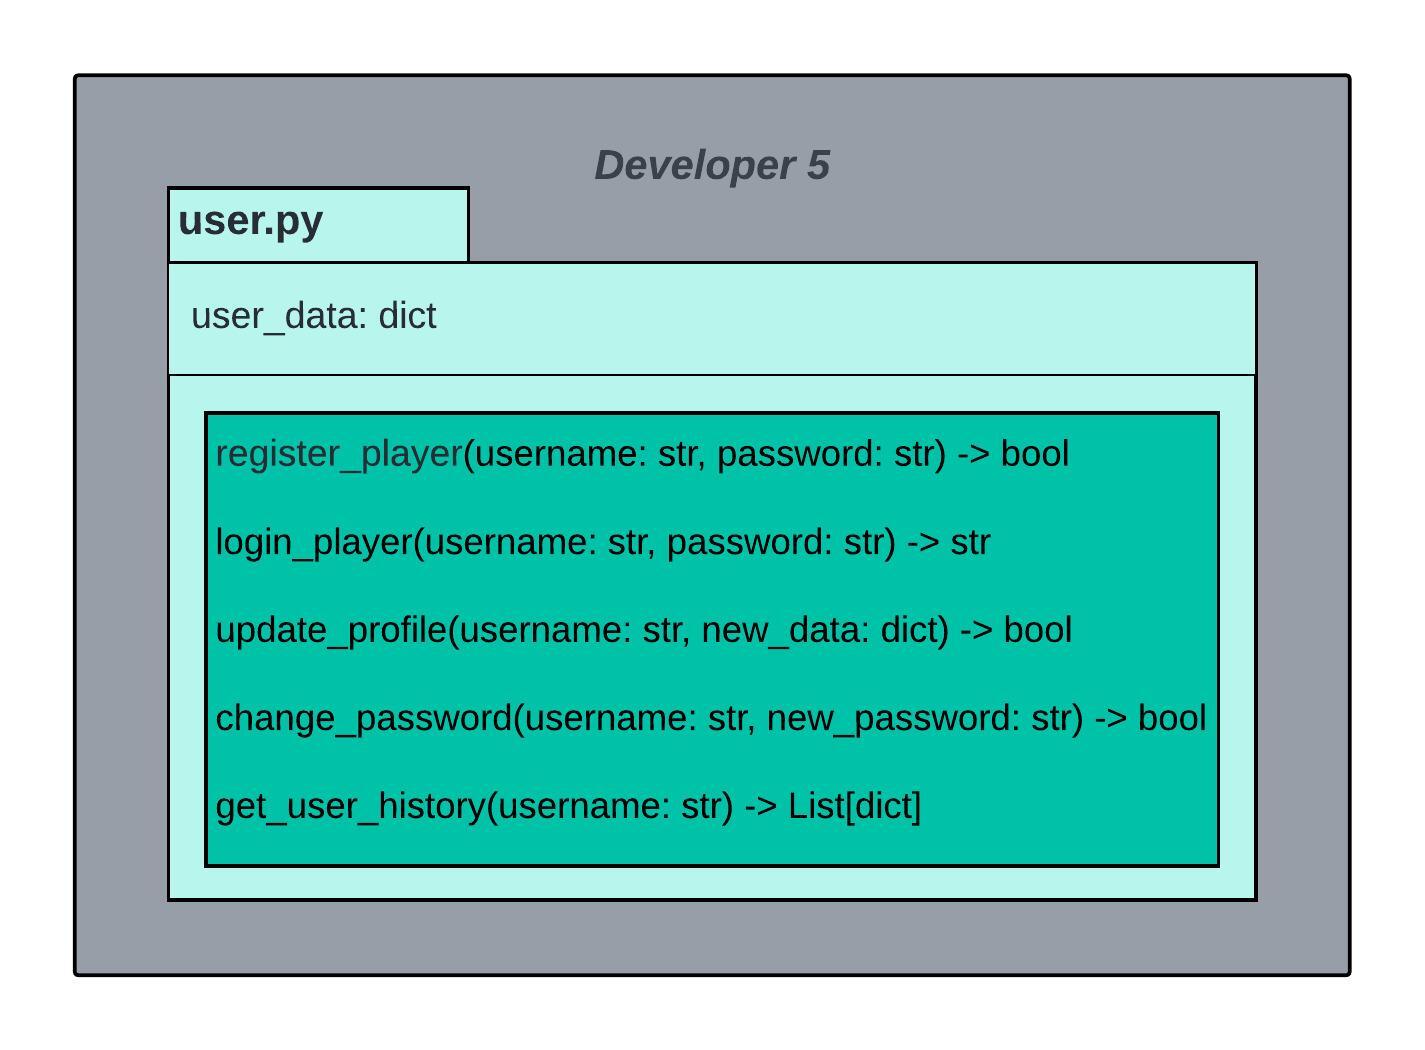 Developer 5
user.py
user_data: dict
register_player(username: str, password: str) -> bool
login_player(username: str, password: str) -> str
update_profile(username: str, new_data: dict) -> bool
change_password(username: str, new_password: str) -> bool
get_user_history(username: str) -> List[dict]